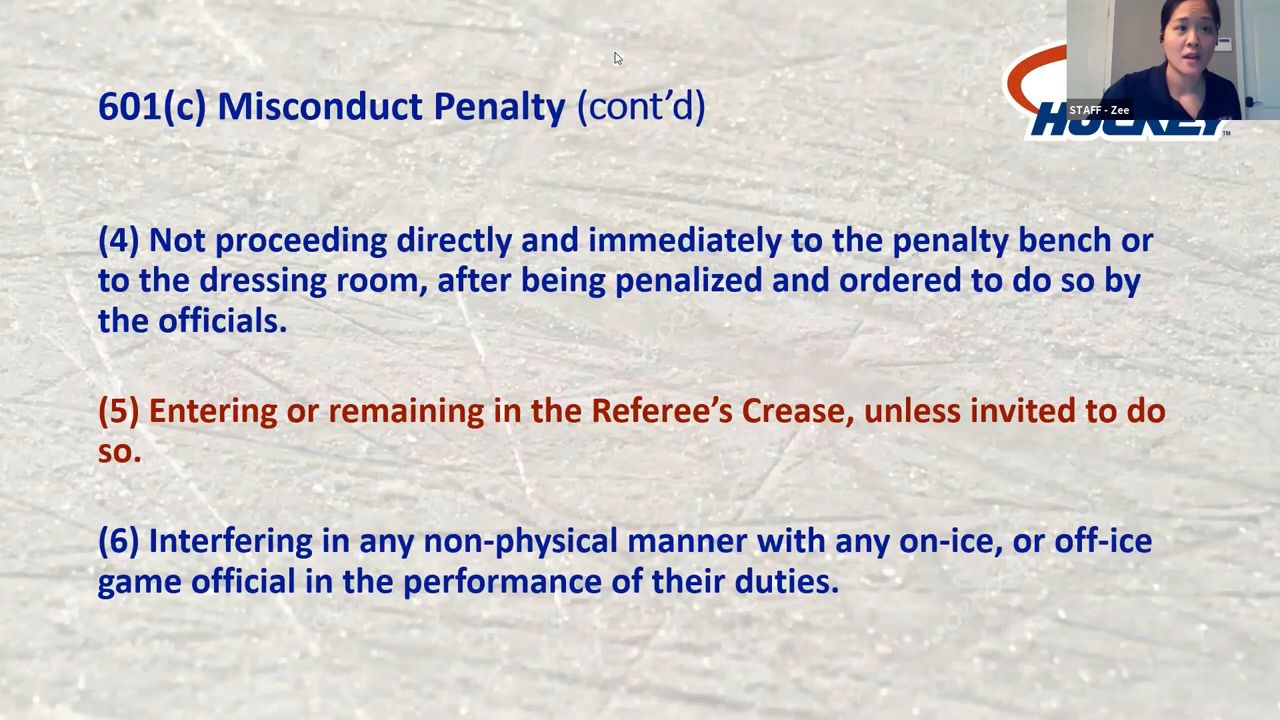 601(c) Misconduct Penalty (cont’d)
STAFF - Zee
HOCKEY™
(4) Not proceeding directly and immediately to the penalty bench or
to the dressing room, after being penalized and ordered to do so by
the officials.
(5) Entering or remaining in the Referee’s Crease, unless invited to do
so.
(6) Interfering in any non-physical manner with any on-ice, or off-ice
game official in the performance of their duties.